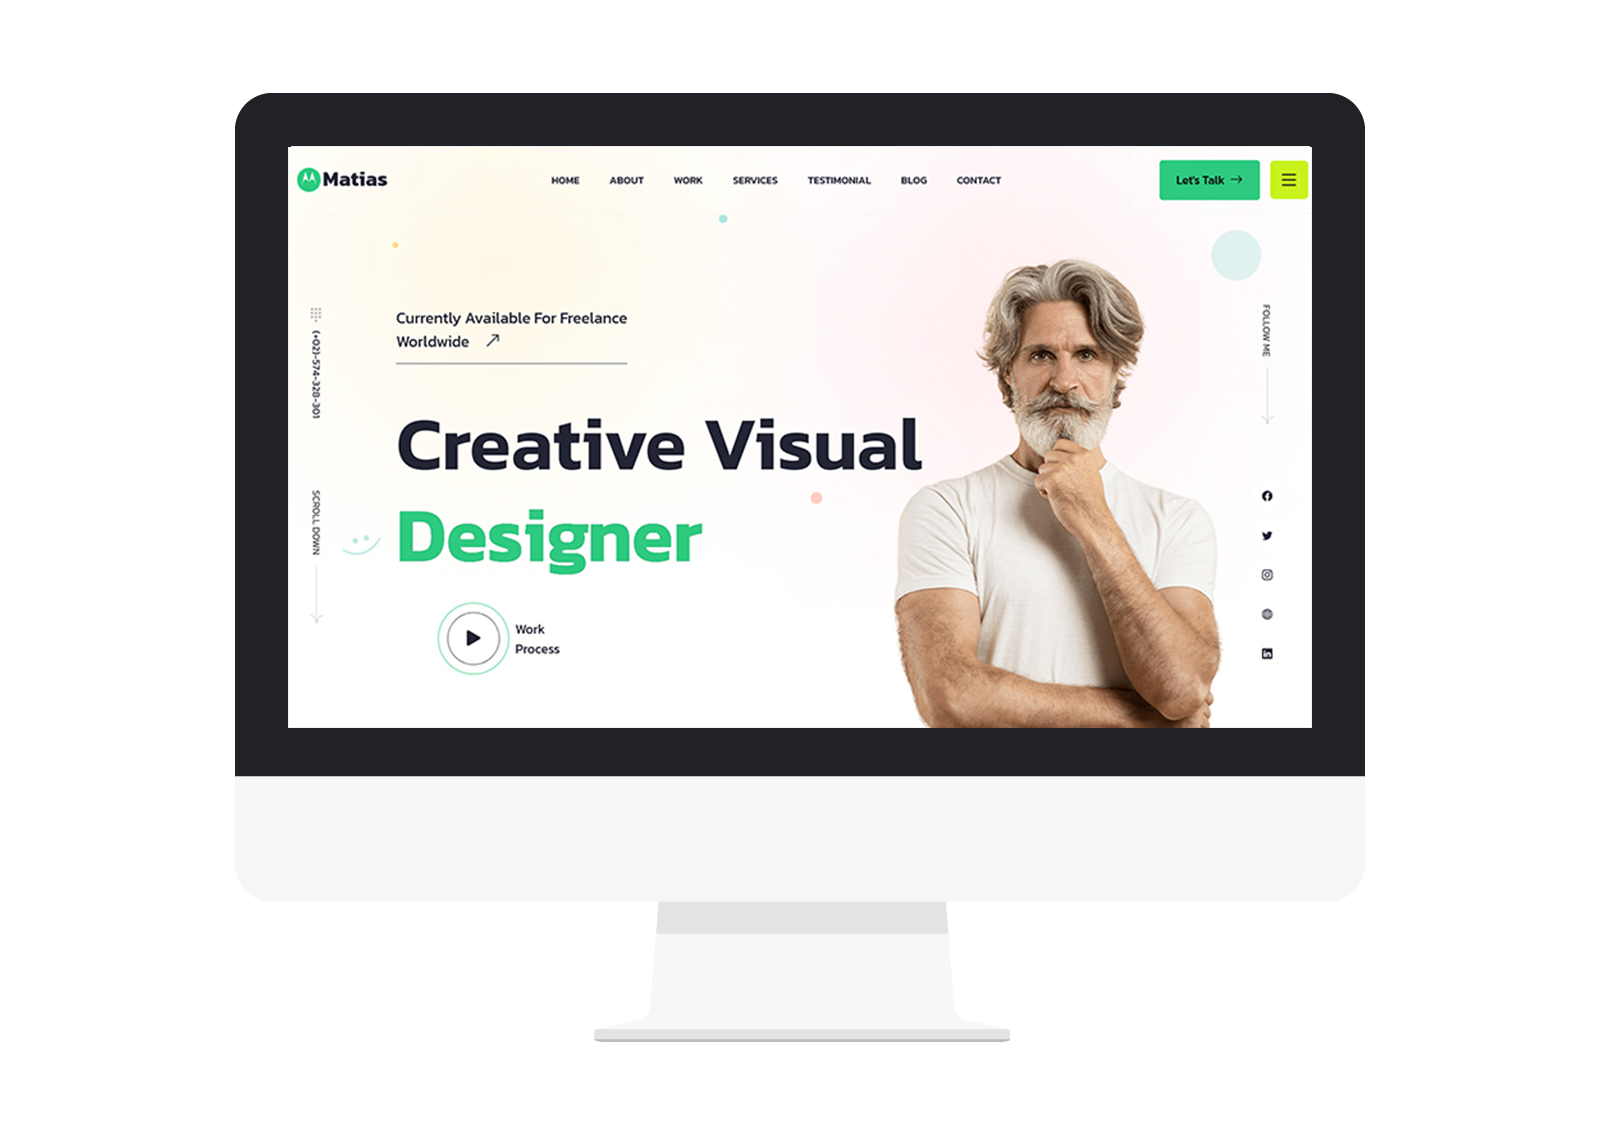 Matias
HOME
ABOUT
WORK
SERVICES
TESTIMONIAL
BLOG
CONTACT
Let's Talk
Currently Available For Freelance
Worldwide
(+02)-574-328-301
FOLLOW ME
Creative Visual
Designer
SCROLL DOWN
Work
Process